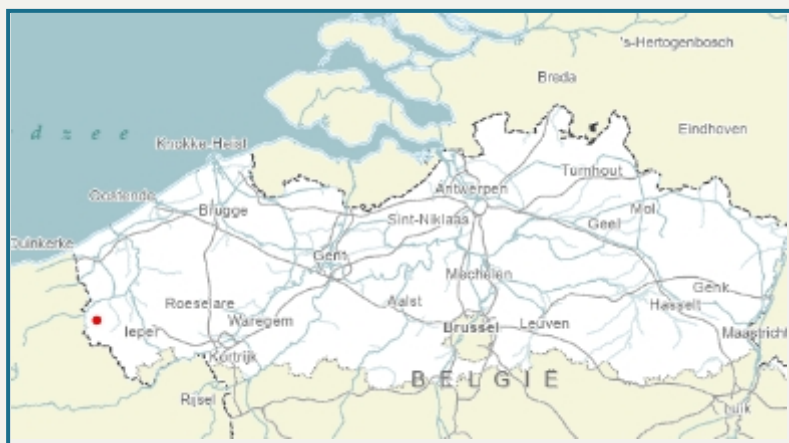 's-Hertogenbosch
Breda
d z e e
Eindhoven
Knokke-Heist
Turnhout
Antwerpen
Oostende
Brugge
Mol
Sint-Niklaas
Geel
Duinkerke
Gent
Mechelen
Genk
Roeselare
Aalst
Hasselt
Waregem
Ieper
Brussel
Leuven
Maastricht
Kortrijk
BELGIË
Rijsel
Luik